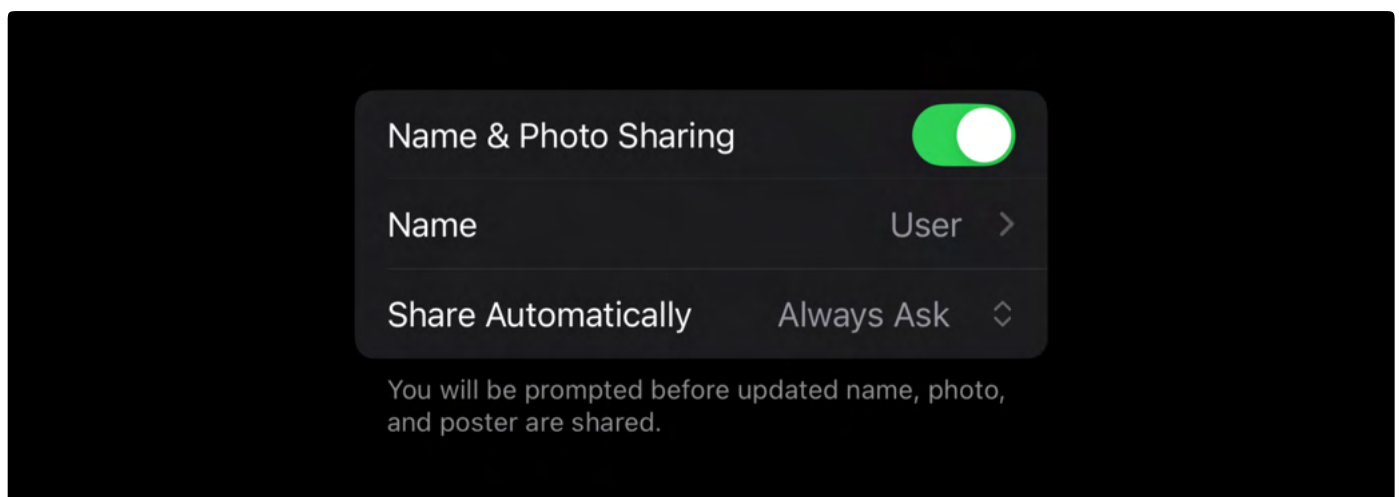 Name & Photo Sharing
Name User
Share Automatically Always Ask
You will be prompted before updated name, photo,
and poster are shared.